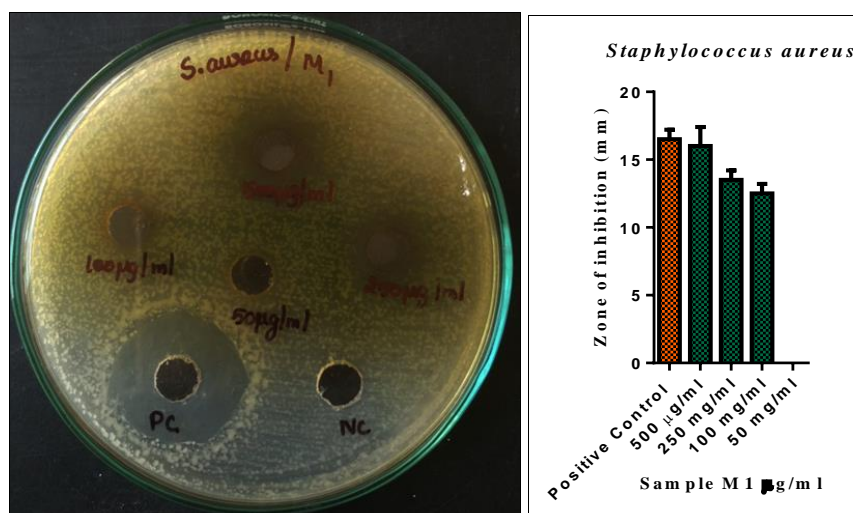 S. aureus / M1
100µg/ml
50µg/ml
PC
NC
Staphylococcus aureus
Zone of inhibition (mm)
20
15
10
5
0
Positive Control
500 µg/ml
250 mg/ml
100 mg/ml
50 mg/ml
Sample M1 µg/ml